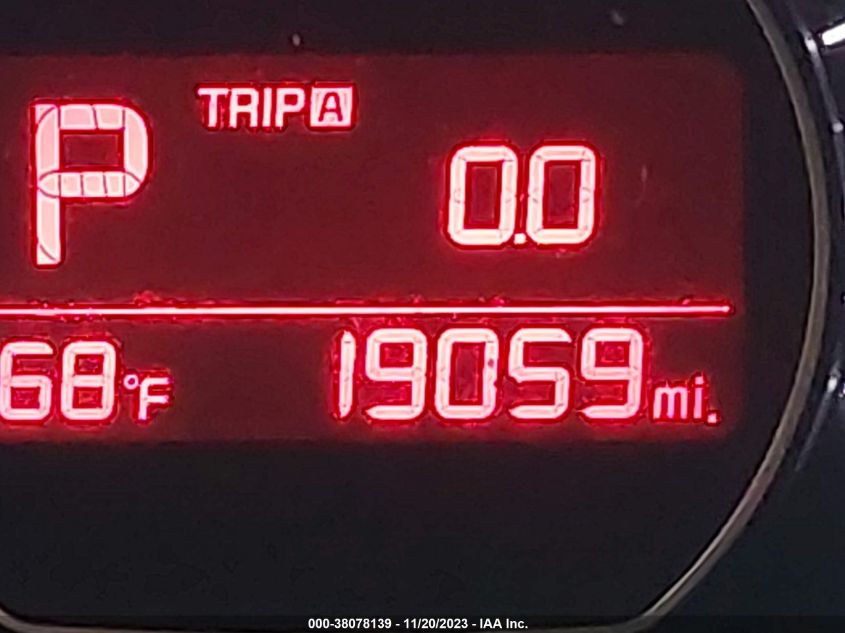 P TRIP A
0.0
68°F 19059 mi.
000-38078139 - 11/20/2023 - IAA Inc.